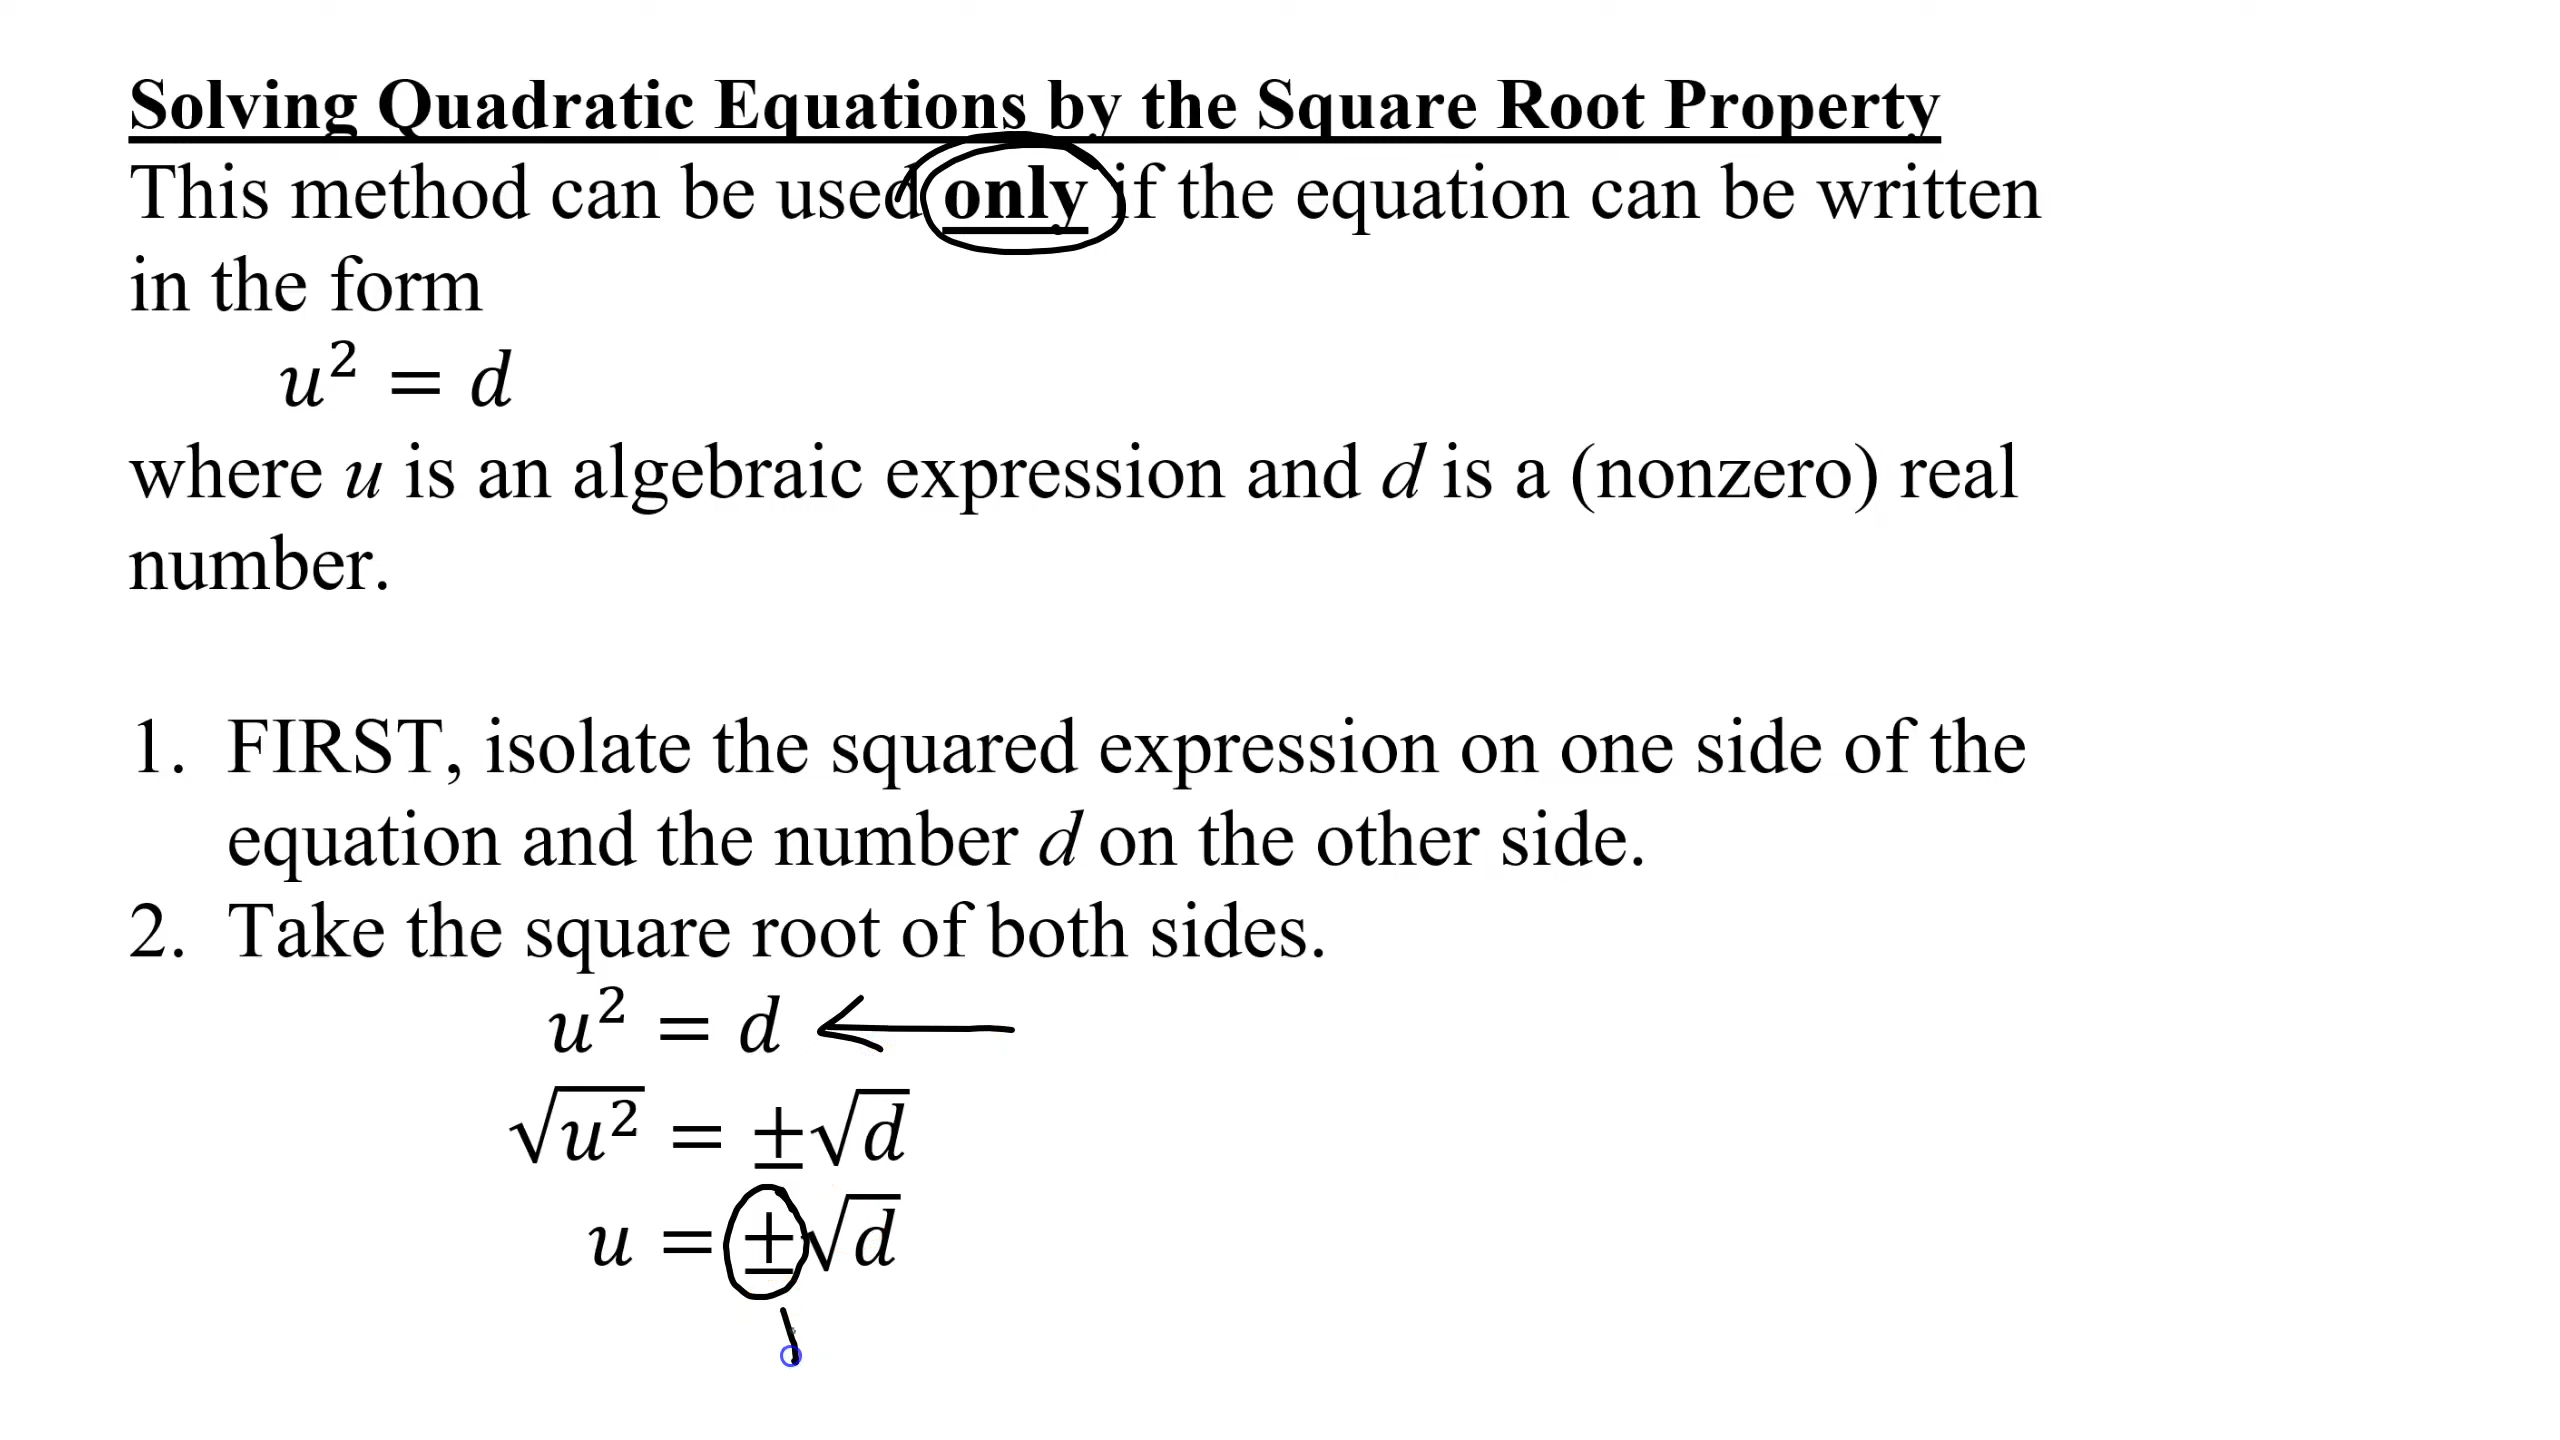 Solving Quadratic Equations by the Square Root Property
This method can be used only if the equation can be written
in the form
u² = d
where u is an algebraic expression and d is a (nonzero) real
number.
1. FIRST, isolate the squared expression on one side of the
equation and the number d on the other side.
2. Take the square root of both sides.
u² = d
√u² = ±√d
u = ±√d